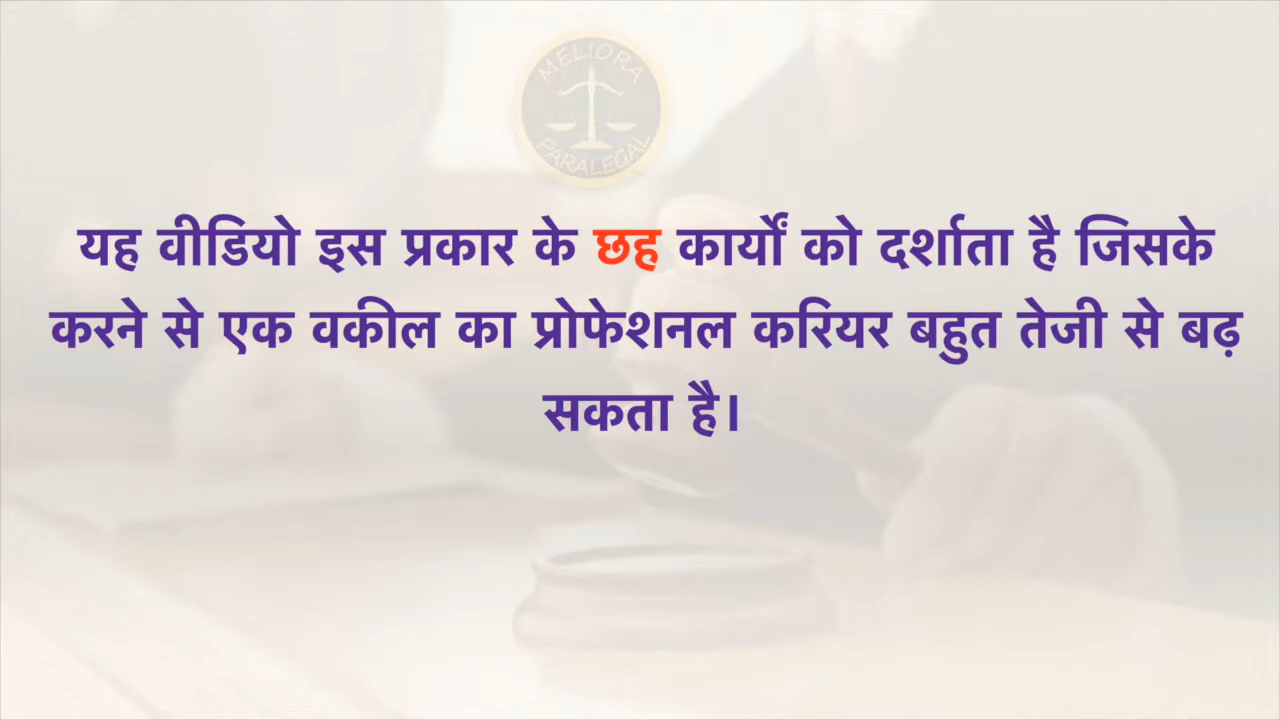 MELIORA
PARALEGAL
यह वीडियो इस प्रकार के छह कार्यों को दर्शाता है जिसके
करने से एक वकील का प्रोफेशनल करियर बहुत तेजी से बढ़
सकता है।